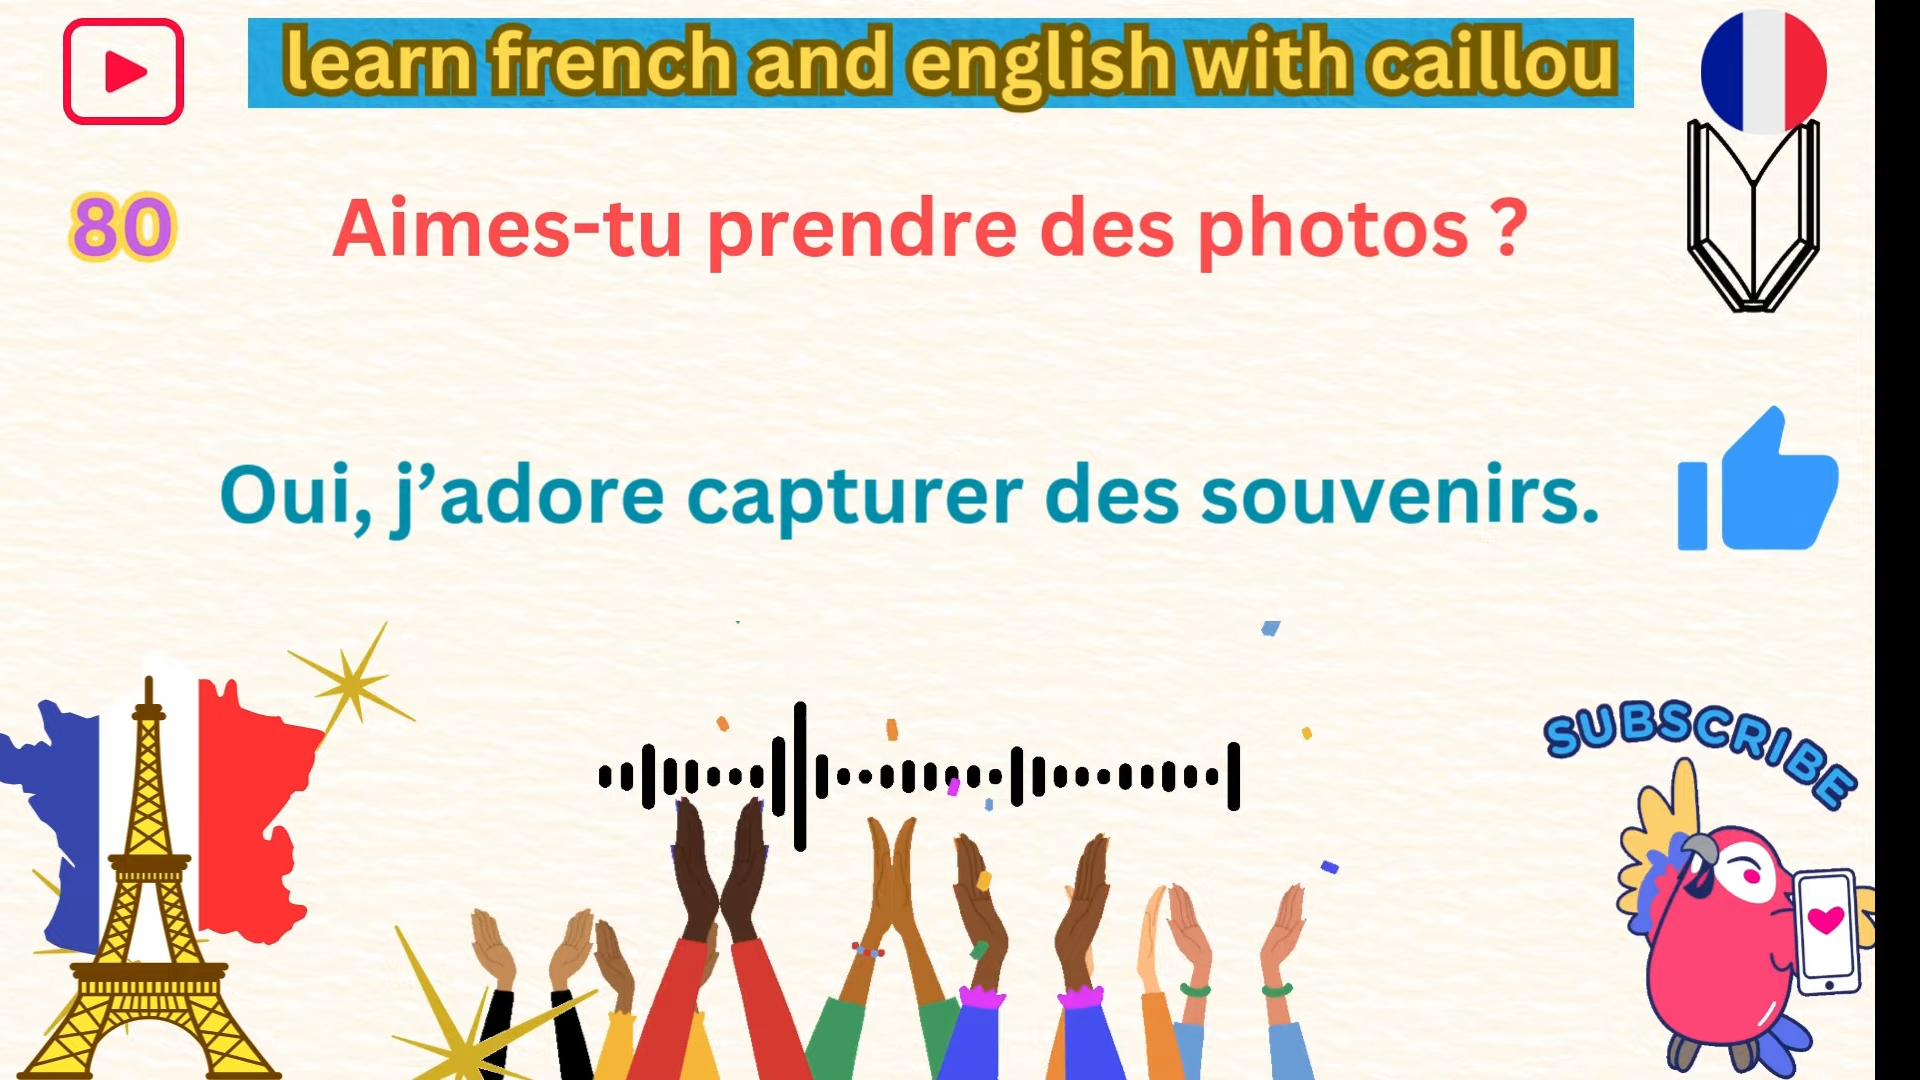 learn french and english with caillou
80
Aimes-tu prendre des photos ?
Oui, j’adore capturer des souvenirs.
SUBSCRIBE